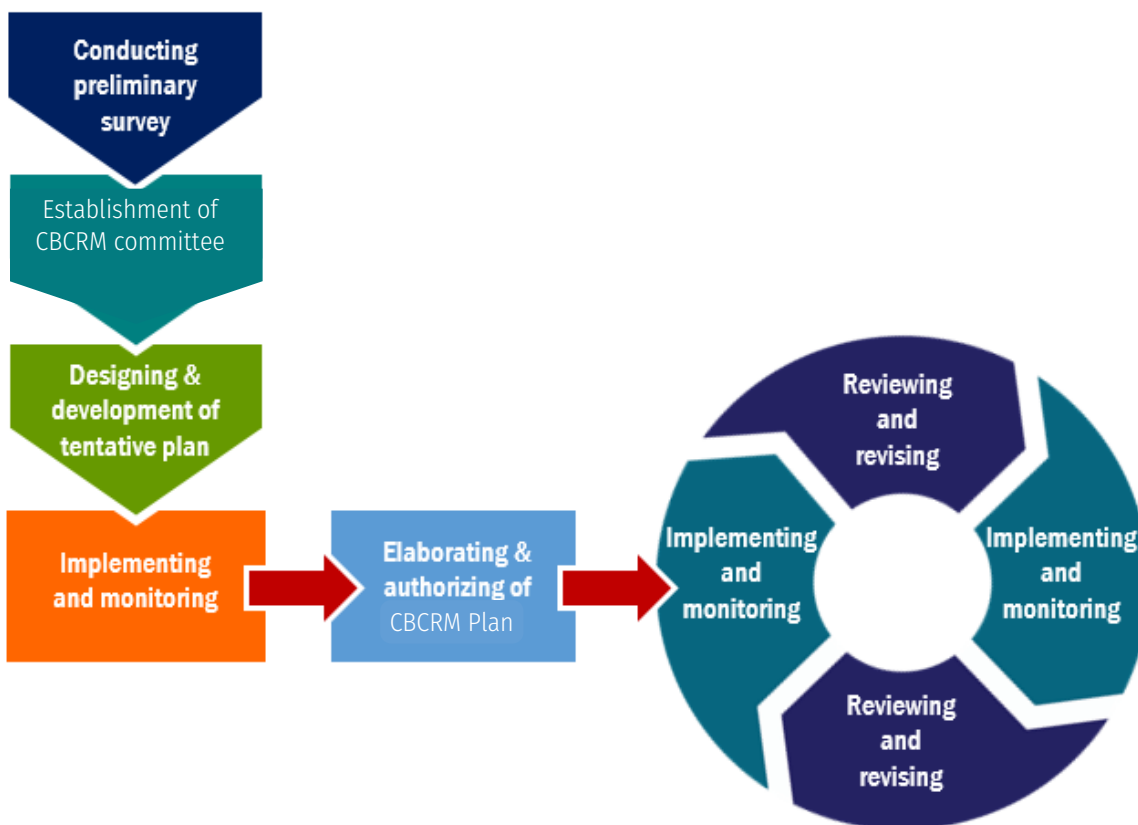 Conducting
preliminary
survey
Establishment of
CBCRM committee
Designing &
development of
tentative plan
Implementing
and monitoring
Elaborating &
authorizing of
CBCRM Plan
Reviewing
and
revising
Implementing
and
monitoring
Implementing
and
monitoring
Reviewing
and
revising